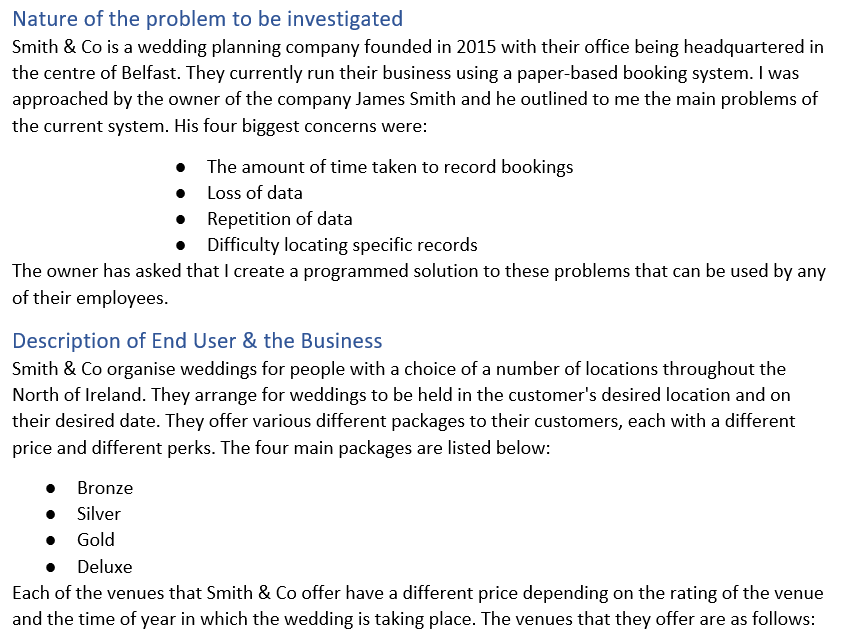 Nature of the problem to be investigated
Smith & Co is a wedding planning company founded in 2015 with their office being headquartered in
the centre of Belfast. They currently run their business using a paper-based booking system. I was
approached by the owner of the company James Smith and he outlined to me the main problems of
the current system. His four biggest concerns were:
● The amount of time taken to record bookings
● Loss of data
● Repetition of data
● Difficulty locating specific records
The owner has asked that I create a programmed solution to these problems that can be used by any
of their employees.
Description of End User & the Business
Smith & Co organise weddings for people with a choice of a number of locations throughout the
North of Ireland. They arrange for weddings to be held in the customer's desired location and on
their desired date. They offer various different packages to their customers, each with a different
price and different perks. The four main packages are listed below:
● Bronze
● Silver
● Gold
● Deluxe
Each of the venues that Smith & Co offer have a different price depending on the rating of the venue
and the time of year in which the wedding is taking place. The venues that they offer are as follows: